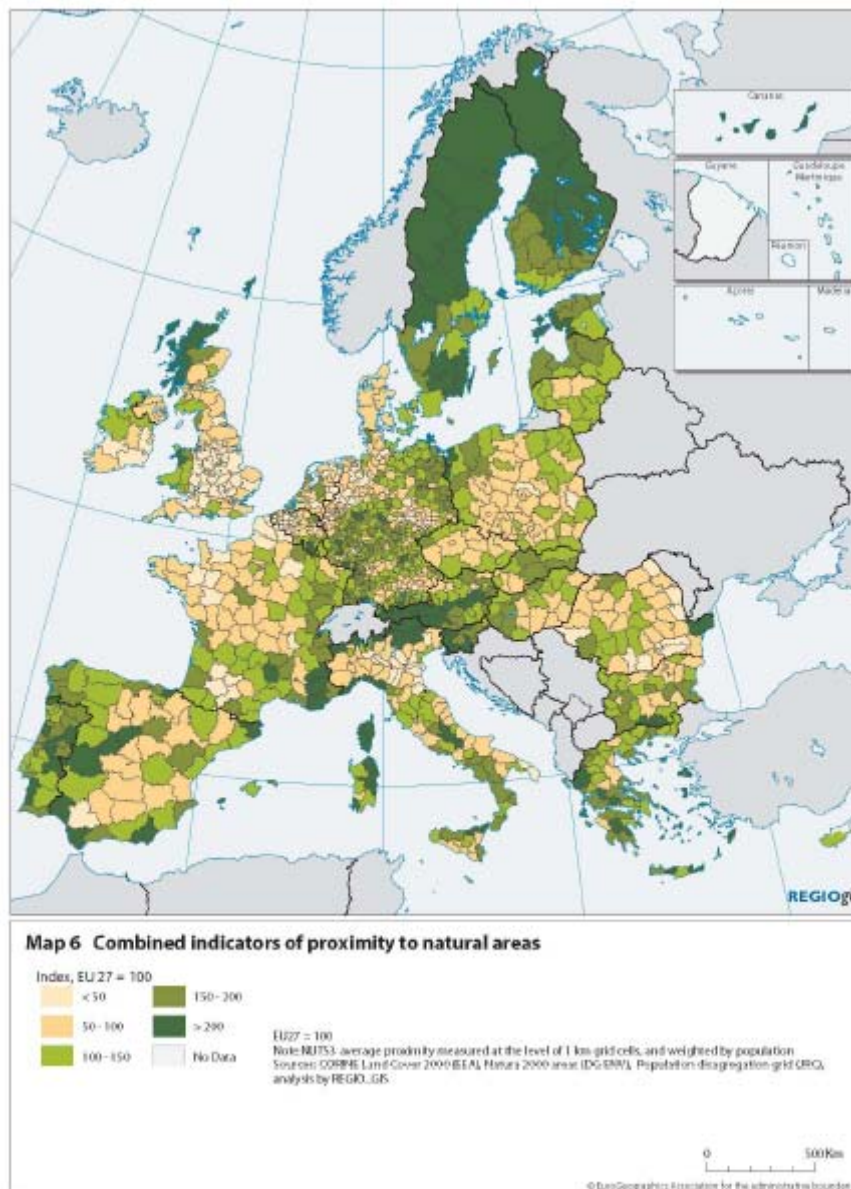 Canarias
Guyane
Guadeloupe
Martinique
Réunion
Açores
Madeira
REGIOg
Map 6 Combined indicators of proximity to natural areas
Index, EU 27 = 100
< 50
50 - 100
100 - 150
150 - 200
> 200
No Data
EU27 = 100
Note: NUTS3 average proximity measured at the level of 1 km grid cells, and weighted by population
Sources: CORINE Land Cover 2000 (EEA), Natura 2000 areas (DG ENV), Population disagregation grid (JRC),
analysis by REGIO_GIS
0 500 Km
© EuroGeographics Association for the administrative boundar